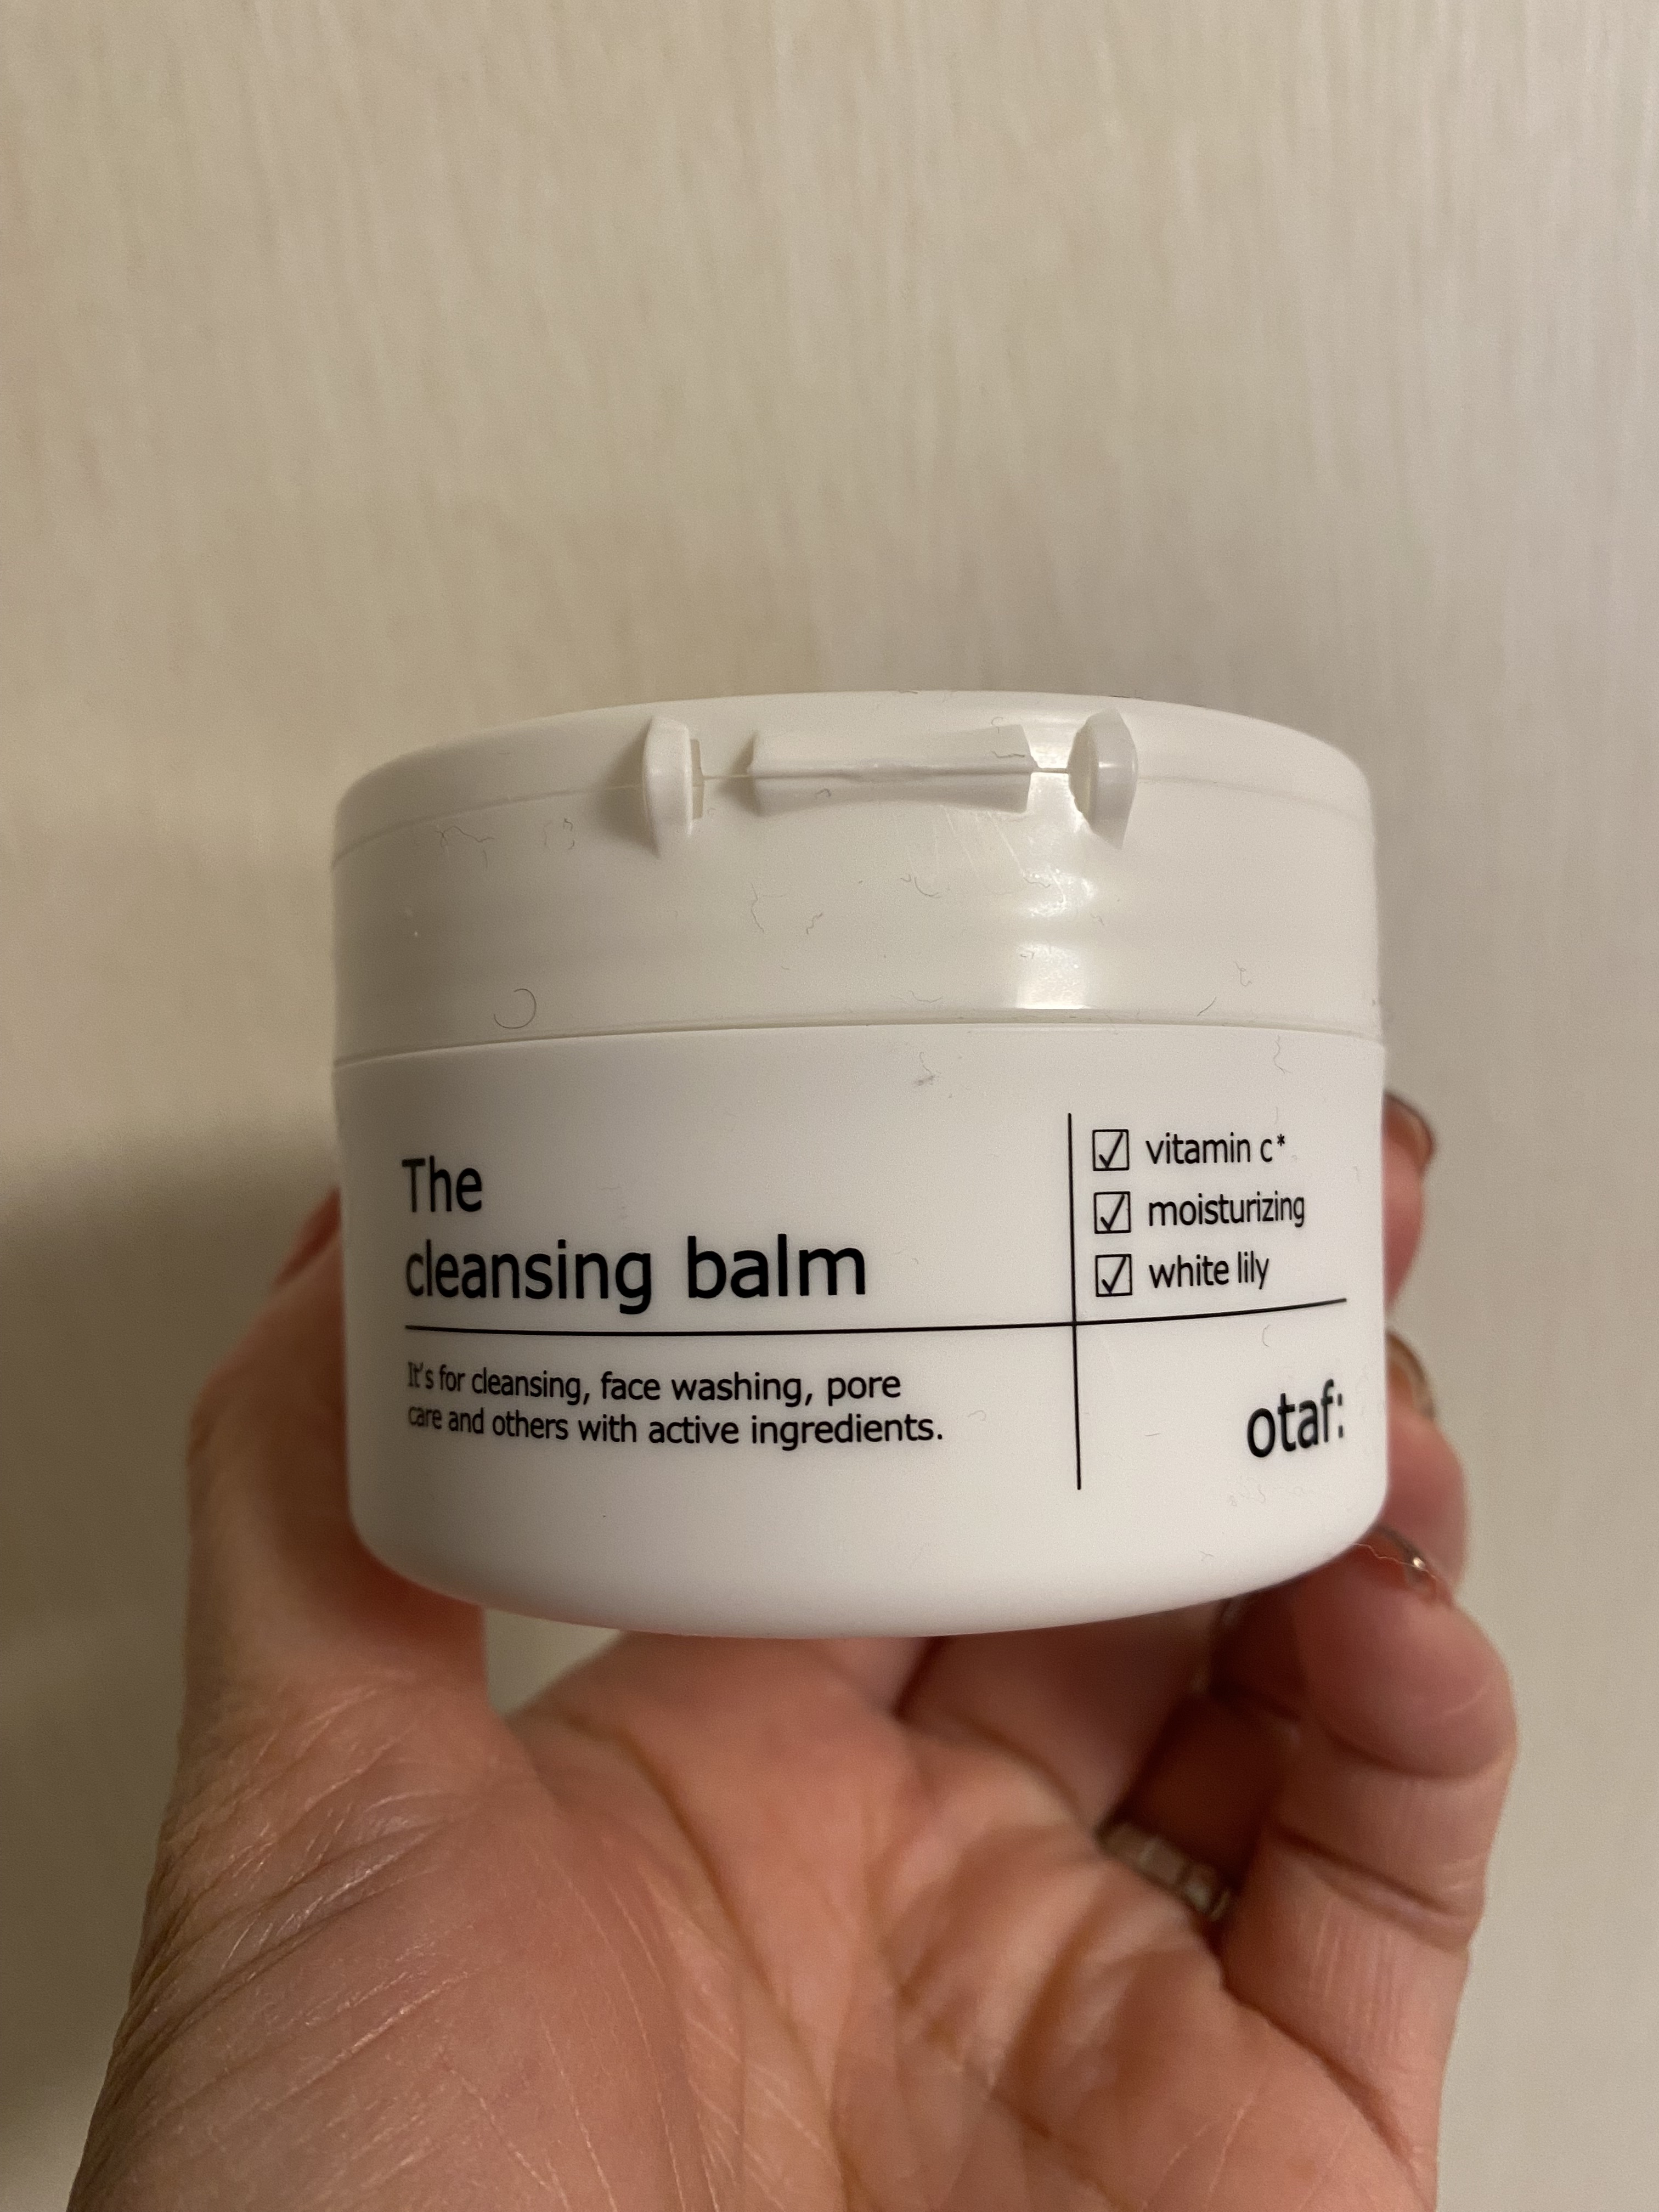 The
cleansing balm
It's for cleansing, face washing, pore
care and others with active ingredients.
☑ vitamin c*
☑ moisturizing
☑ white lily
otaf: